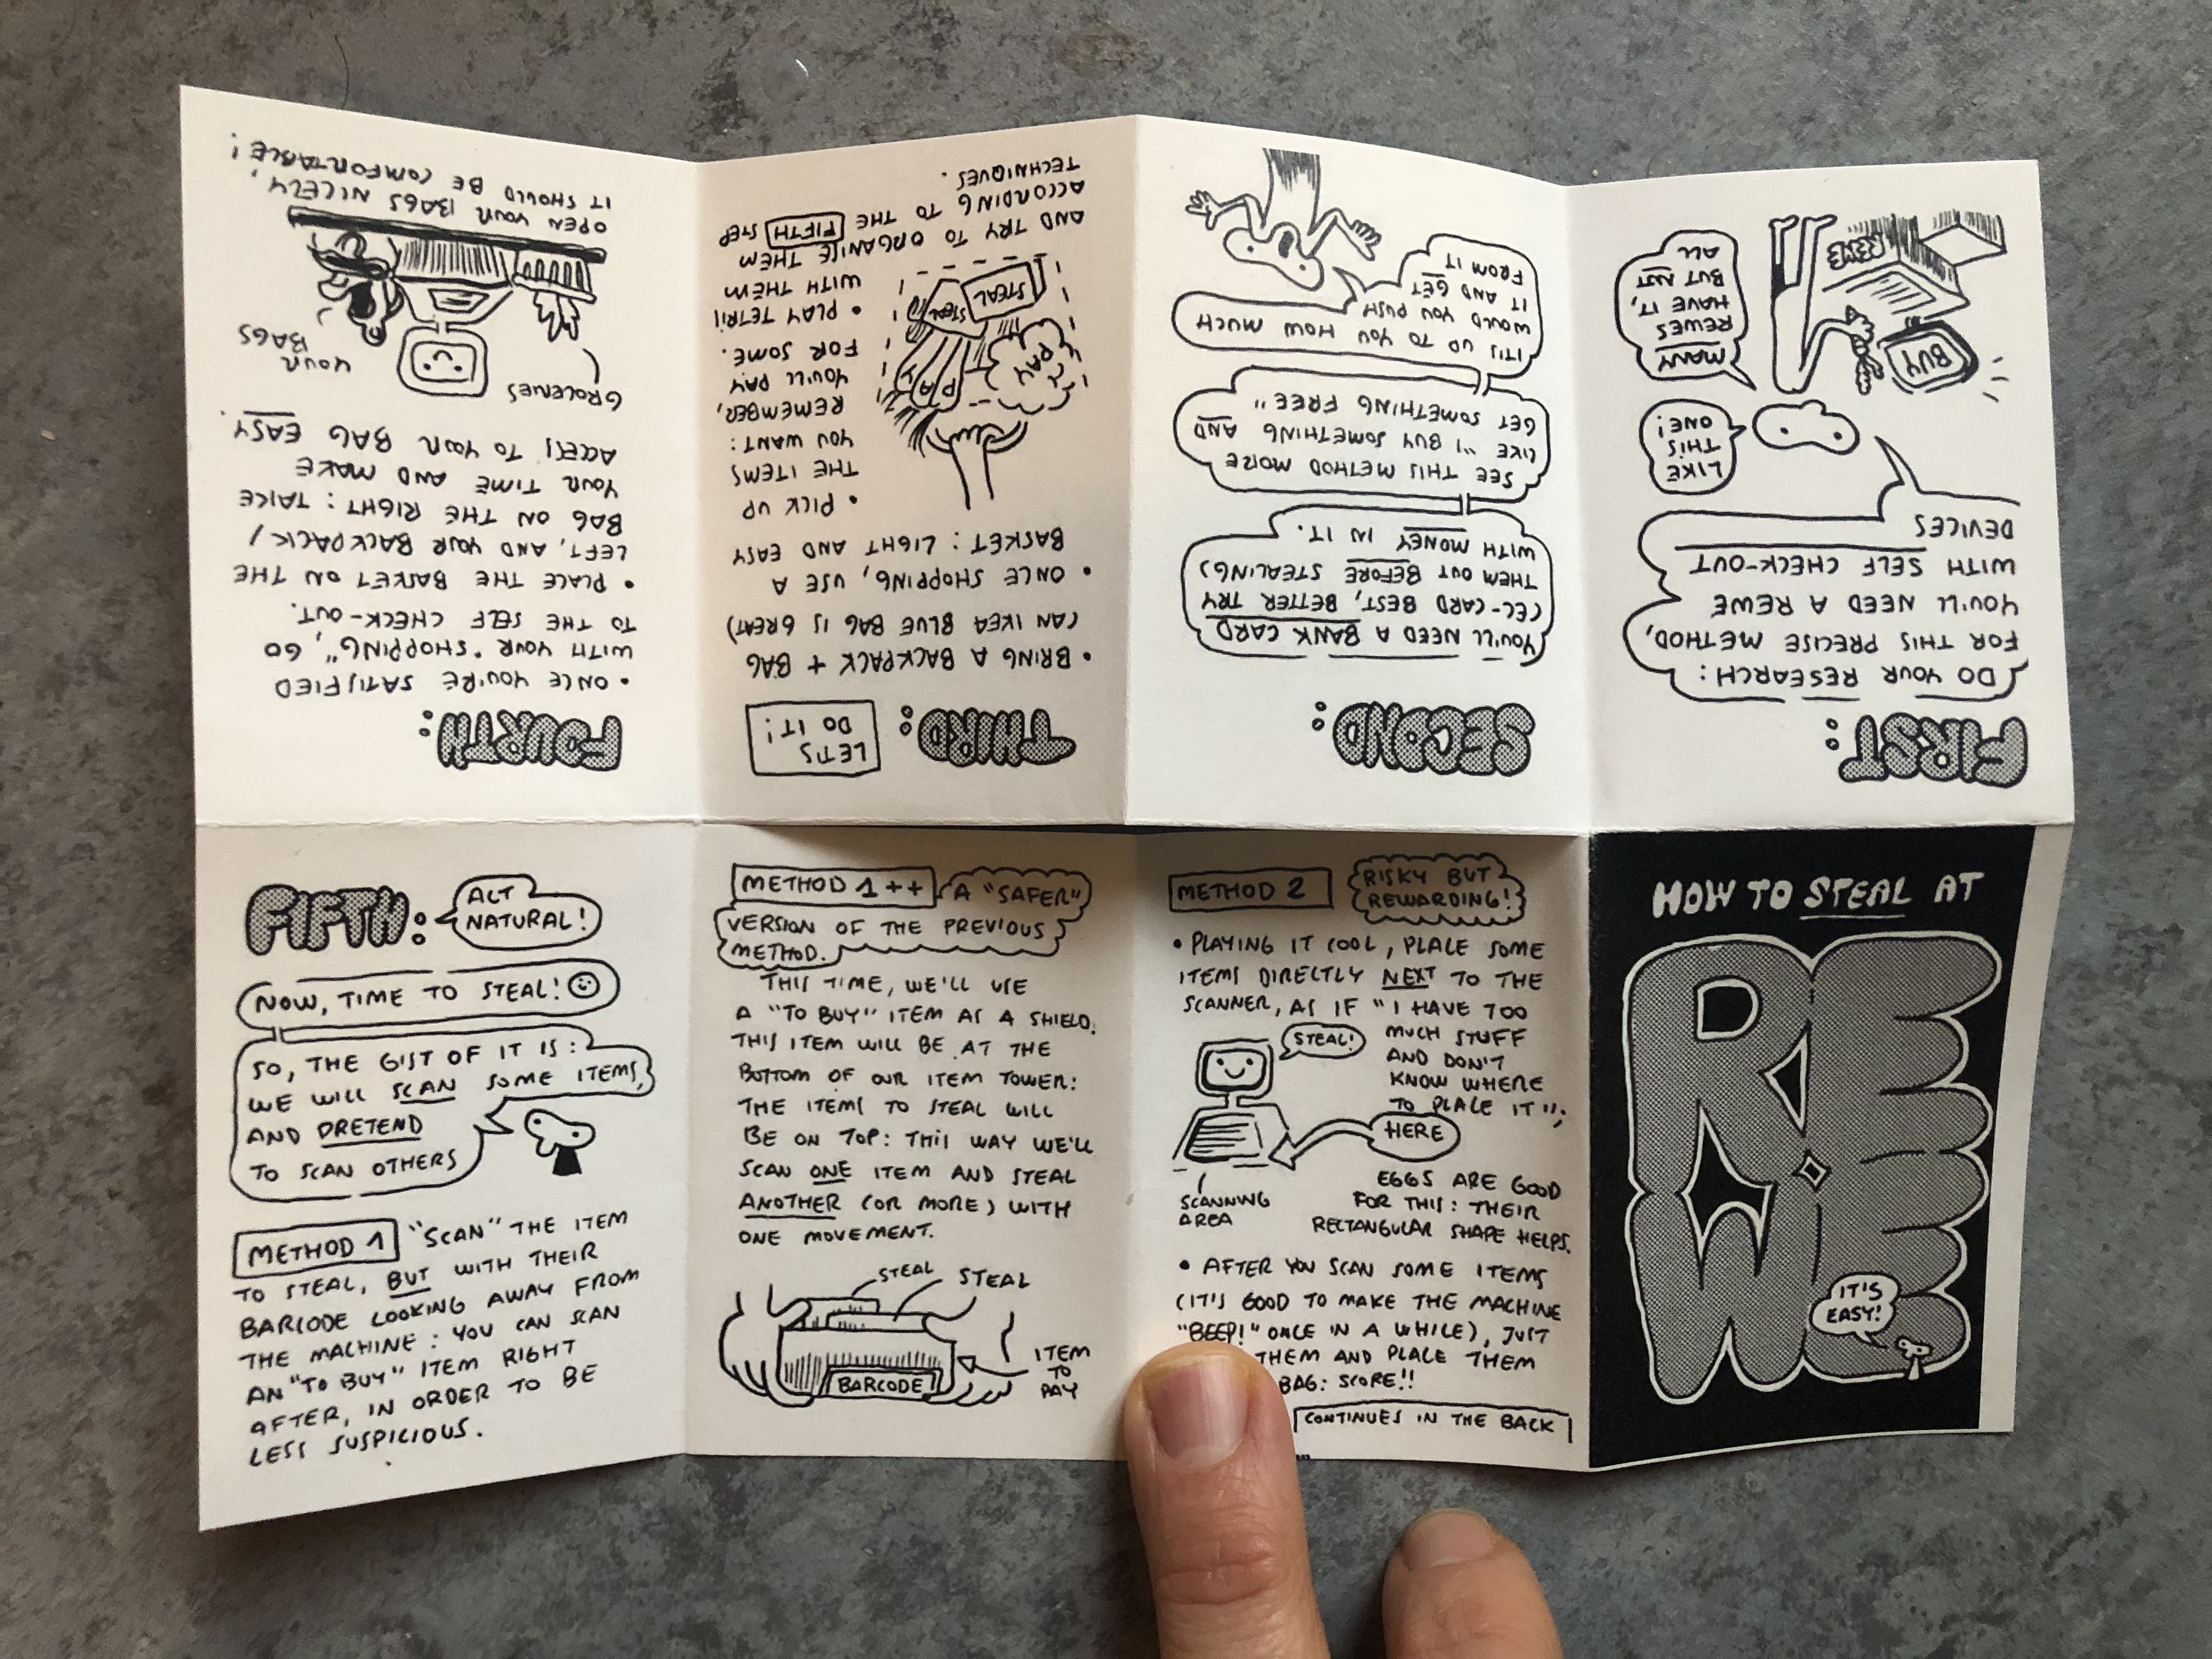 HOW TO STEAL AT
REWE
IT'S
EASY!
FIRST:
DO YOUR RESEARCH:
FOR THIS PRECISE METHOD,
YOU'LL NEED A REWE
WITH SELF CHECK-OUT
DEVICES
LIKE
THIS
ONE!
MANY
REWES
HAVE IT,
BUT NOT
ALL
BUY
REWE
SECOND:
YOU'LL NEED A BANK CARD
(EC-CARD BEST, BETTER TRY
THEM OUT BEFORE STEALING)
WITH MONEY IN IT.
SEE THIS METHOD MORE
LIKE "I BUY SOMETHING AND
GET SOMETHING FREE"
IT'S UP TO YOU HOW MUCH
WOULD YOU PUSH
IT AND GET
FROM IT
THIRD:
LET'S
DO IT!
• BRING A BACKPACK + BAG
(AN IKEA BLUE BAG IS GREAT)
• ONCE SHOPPING, USE A
BASKET: LIGHT AND EASY
• PICK UP
THE ITEMS
YOU WANT:
REMEMBER,
YOU'LL PAY
FOR SOME.
• PLAY TETRIS
WITH THEM
PAY
PAY
STEAL
STEAL
AND TRY TO ORGANISE THEM
ACCORDING TO THE FIFTH STEP
TECHNIQUES.
FOURTH:
• ONCE YOU'RE SATISFIED
WITH YOUR "SHOPPING", GO
TO THE SELF CHECK-OUT.
• PLACE THE BASKET ON THE
LEFT, AND YOUR BACKPACK/
BAG ON THE RIGHT: TAKE
YOUR TIME AND MAKE
ACCESS TO YOUR BAG EASY.
GROCERIES
YOUR
BAGS
OPEN YOUR BAGS NICELY,
IT SHOULD BE COMFORTABLE!
FIFTH:
ACT
NATURAL!
NOW, TIME TO STEAL!
SO, THE GIST OF IT IS:
WE WILL SCAN SOME ITEMS,
AND PRETEND
TO SCAN OTHERS
METHOD 1 "SCAN" THE ITEM
TO STEAL, BUT WITH THEIR
BARCODE LOOKING AWAY FROM
THE MACHINE: YOU CAN SCAN
AN "TO BUY" ITEM RIGHT
AFTER, IN ORDER TO BE
LESS SUSPICIOUS.
METHOD 1++ A "SAFER"
VERSION OF THE PREVIOUS
METHOD.
THIS TIME, WE'LL USE
A "TO BUY" ITEM AS A SHIELD.
THIS ITEM WILL BE AT THE
BOTTOM OF OUR ITEM TOWER:
THE ITEMS TO STEAL WILL
BE ON TOP: THIS WAY WE'LL
SCAN ONE ITEM AND STEAL
ANOTHER (OR MORE) WITH
ONE MOVEMENT.
STEAL
STEAL
BARCODE
ITEM
TO
PAY
METHOD 2
RISKY BUT
REWARDING!
• PLAYING IT COOL, PLACE SOME
ITEMS DIRECTLY NEXT TO THE
SCANNER, AS IF "I HAVE TOO
MUCH STUFF
AND DON'T
KNOW WHERE
TO PLACE IT";
STEAL!
HERE
SCANNING
AREA
EGGS ARE GOOD
FOR THIS: THEIR
RECTANGULAR SHAPE HELPS.
• AFTER YOU SCAN SOME ITEMS
(IT'S GOOD TO MAKE THE MACHINE
"BEEP!" ONCE IN A WHILE), JUST
THEM AND PLACE THEM
BAG: SCORE!!
CONTINUES IN THE BACK